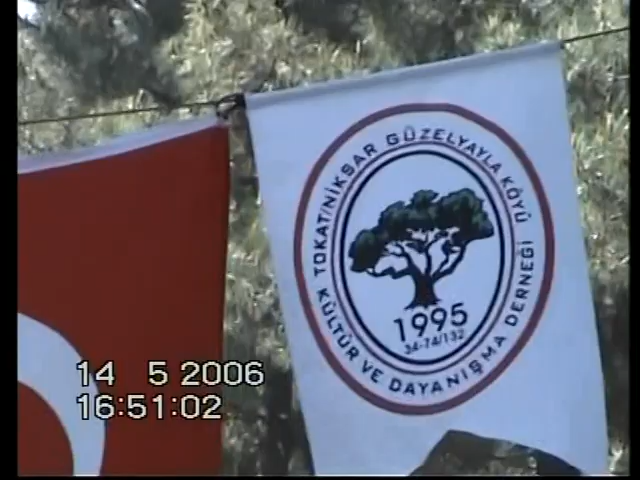 TOKAT/NİKSAR GÜZELYAYLA KÖYÜ
KÜLTÜR VE DAYANIŞMA DERNEĞİ
1995
34-74/132
14 5 2006
16:51:02